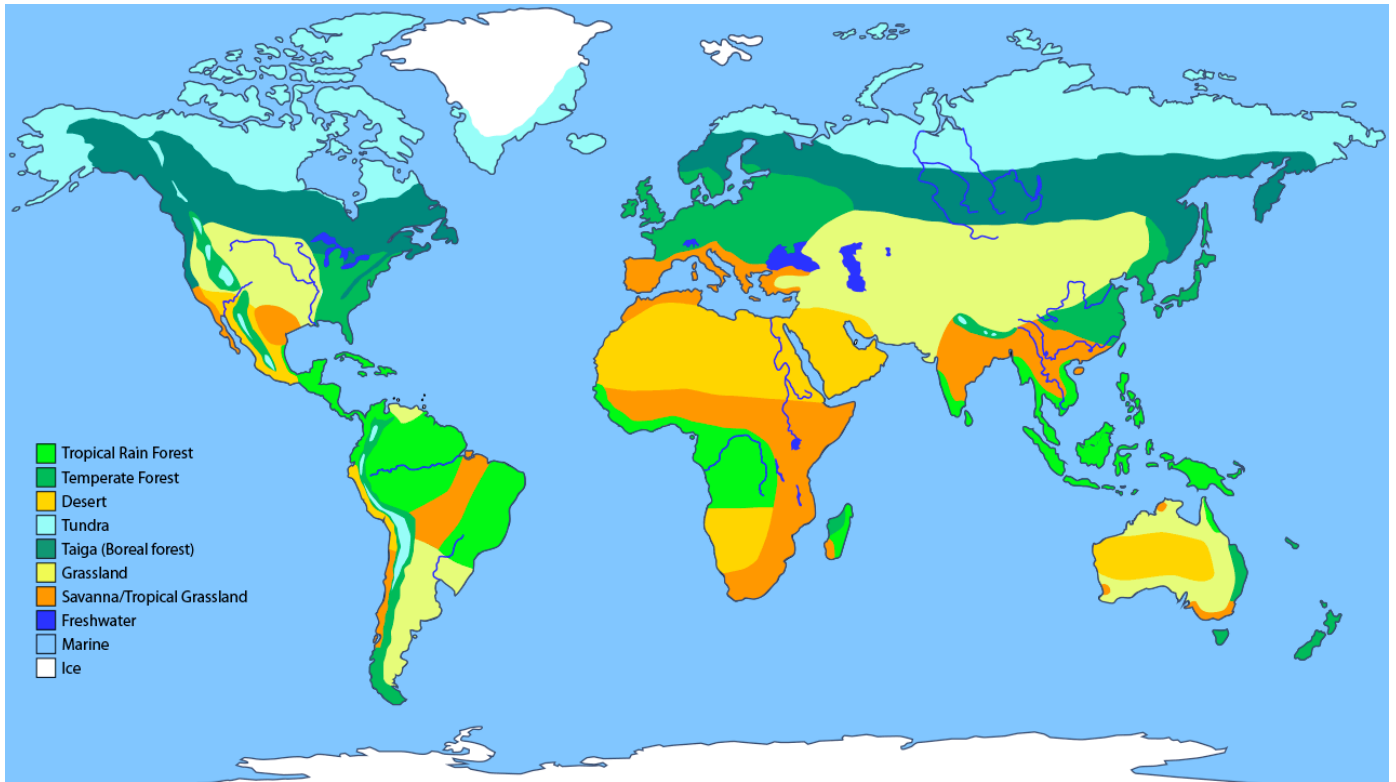 Tropical Rain Forest
Temperate Forest
Desert
Tundra
Taiga (Boreal forest)
Grassland
Savanna/Tropical Grassland
Freshwater
Marine
Ice